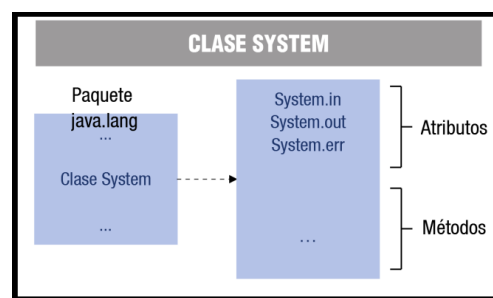 CLASE SYSTEM
Paquete
java.lang
...
Clase System
...
System.in
System.out
System.err
...
Atributos
Métodos